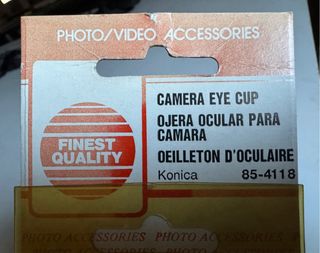 PHOTO/VIDEO ACCESSORIES
FINEST
QUALITY
CAMERA EYE CUP
OJERA OCULAR PARA
CAMARA
OEILLETON D'OCULAIRE
Konica 85-4118
PHOTO ACCESSORIES PHOTO ACCESSORIES